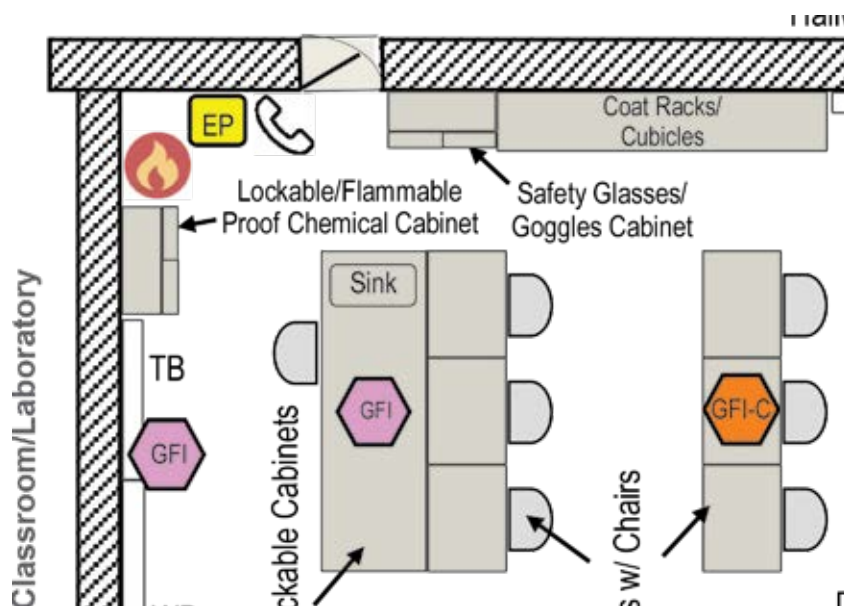 EP
Coat Racks/
Cubicles
Lockable/Flammable
Proof Chemical Cabinet
Safety Glasses/
Goggles Cabinet
Sink
TB
GFI
GFI
GFI-C
Classroom/Laboratory
ckable Cabinets
s w/ Chairs